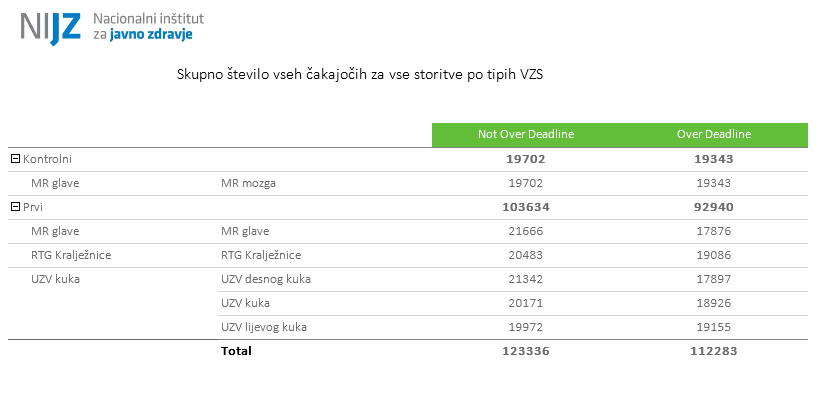 NIJZ Nacionalni inštitut
za javno zdravje
Skupno število vseh čakajočih za vse storitve po tipih VZS
Not Over Deadline Over Deadline
Kontrolni 19702 19343
MR glave MR mozga 19702 19343
Prvi 103634 92940
MR glave MR glave 21666 17876
RTG Kralježnice RTG Kralježnice 20483 19086
UZV kuka UZV desnog kuka 21342 17897
UZV kuka 20171 18926
UZV lijevog kuka 19972 19155
Total 123336 112283